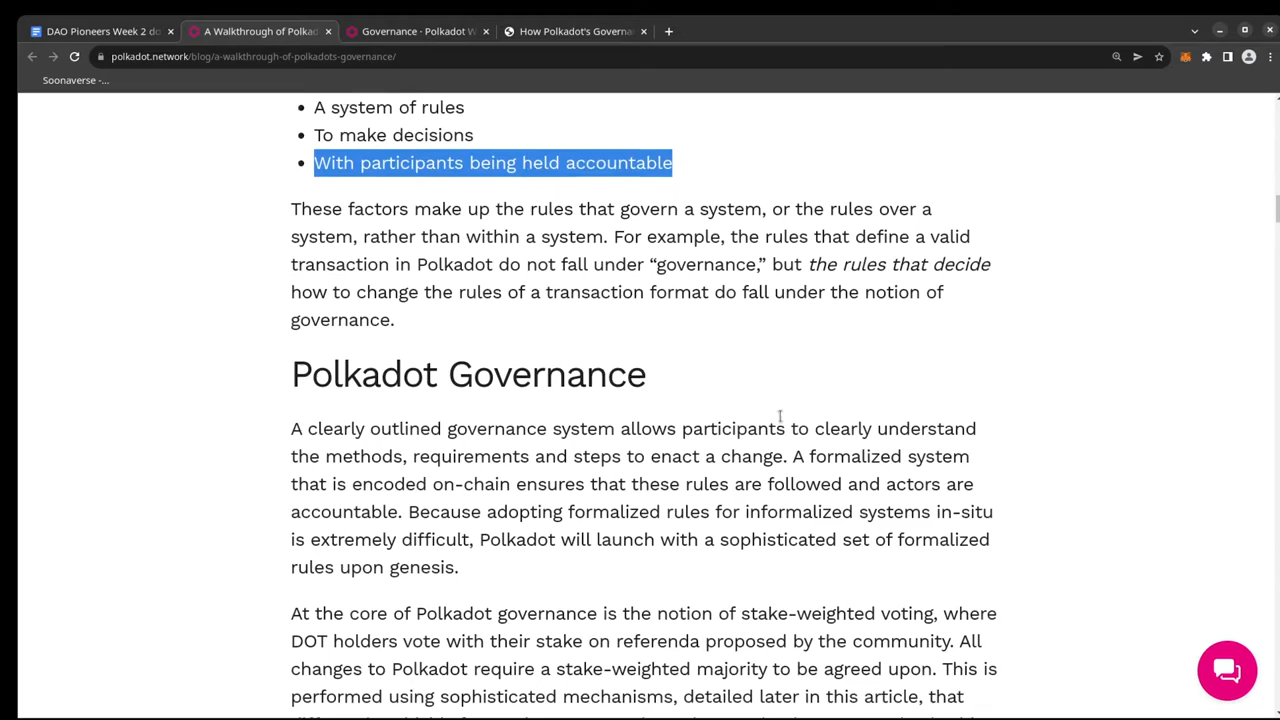 DAO Pioneers Week 2 do
A Walkthrough of Polkad
Governance · Polkadot W
How Polkadot's Governan
polkadot.network/blog/a-walkthrough-of-polkadots-governance/
Soonaverse -...
A system of rules
To make decisions
With participants being held accountable
These factors make up the rules that govern a system, or the rules over a
system, rather than within a system. For example, the rules that define a valid
transaction in Polkadot do not fall under “governance,” but the rules that decide
how to change the rules of a transaction format do fall under the notion of
governance.
Polkadot Governance
A clearly outlined governance system allows participants to clearly understand
the methods, requirements and steps to enact a change. A formalized system
that is encoded on-chain ensures that these rules are followed and actors are
accountable. Because adopting formalized rules for informalized systems in-situ
is extremely difficult, Polkadot will launch with a sophisticated set of formalized
rules upon genesis.
At the core of Polkadot governance is the notion of stake-weighted voting, where
DOT holders vote with their stake on referenda proposed by the community. All
changes to Polkadot require a stake-weighted majority to be agreed upon. This is
performed using sophisticated mechanisms, detailed later in this article, that